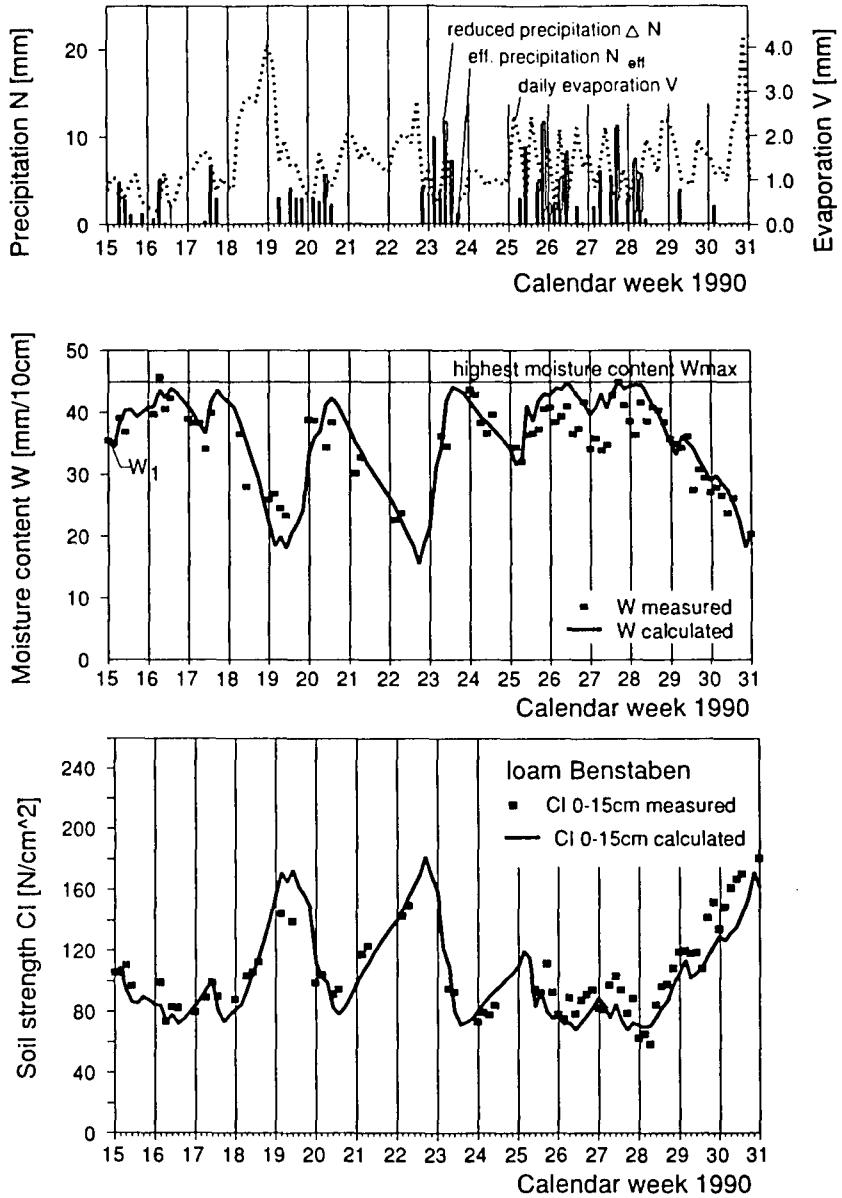 Precipitation N [mm]
20
10
0
reduced precipitation △ N
eff. precipitation N eff
daily evaporation V
4.0
3.0
2.0
1.0
0.0
Evaporation V [mm]
15 16 17 18 19 20 21 22 23 24 25 26 27 28 29 30 31
Calendar week 1990
Moisture content W [mm/10cm]
50
40
30
20
10
0
highest moisture content Wmax
W 1
W measured
W calculated
15 16 17 18 19 20 21 22 23 24 25 26 27 28 29 30 31
Calendar week 1990
Soil strength CI [N/cm^2]
240
200
160
120
80
40
0
loam Benstaben
CI 0-15cm measured
CI 0-15cm calculated
15 16 17 18 19 20 21 22 23 24 25 26 27 28 29 30 31
Calendar week 1990